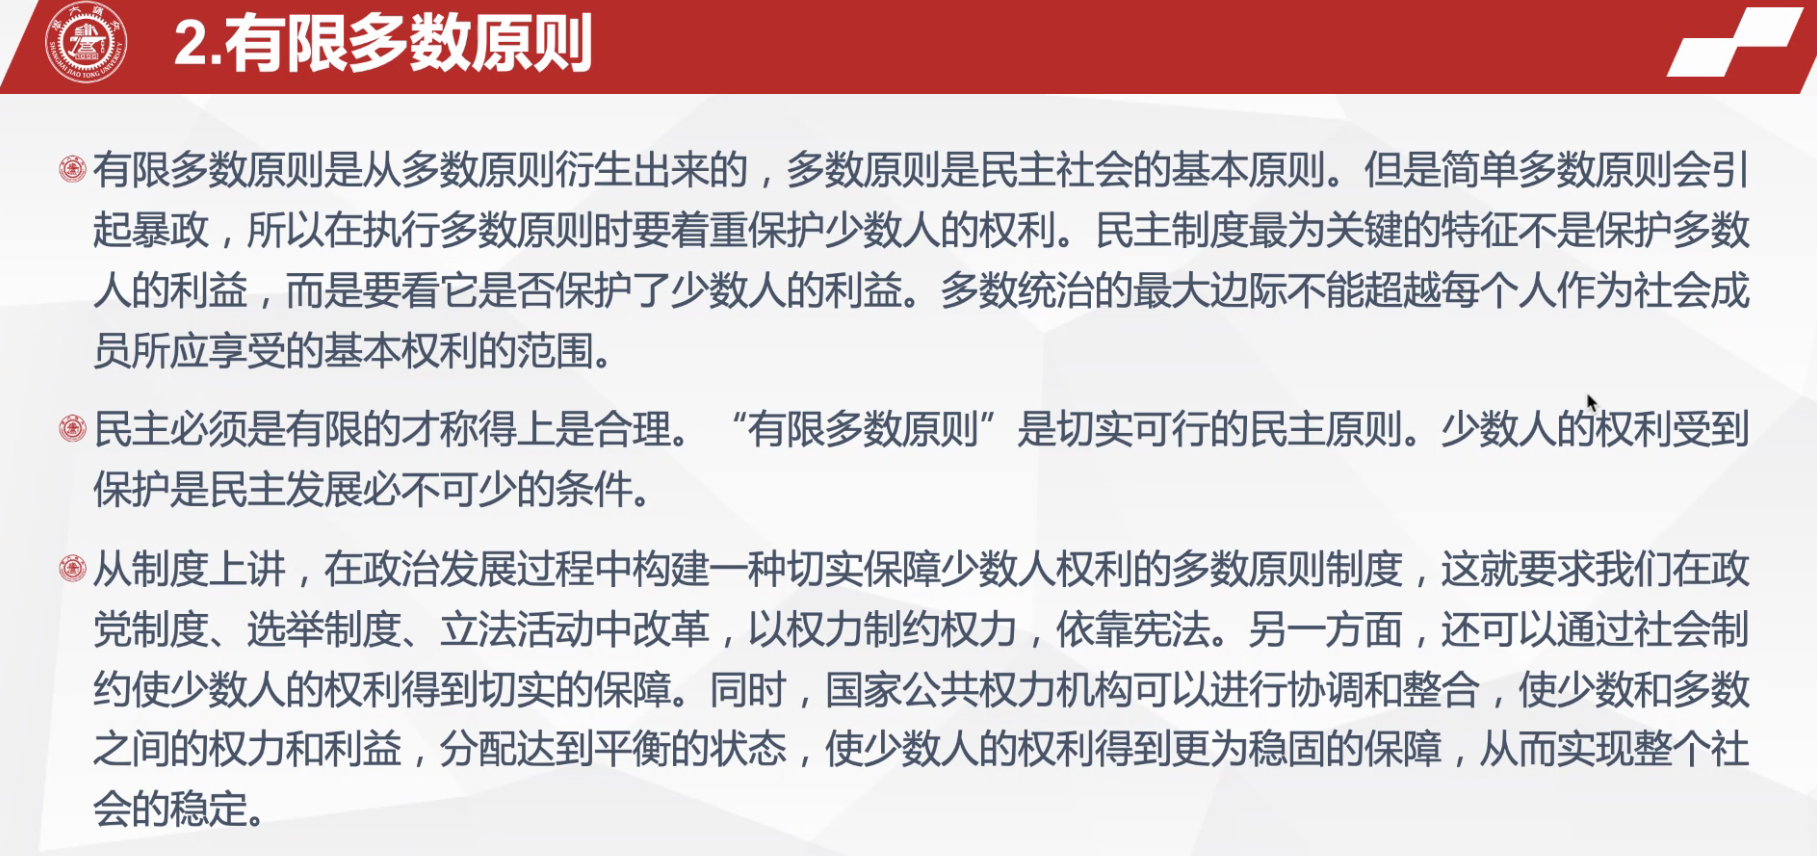 2.有限多数原则
SHANGHAI JIAO TONG UNIVERSITY
有限多数原则是从多数原则衍生出来的，多数原则是民主社会的基本原则。但是简单多数原则会引
起暴政，所以在执行多数原则时要着重保护少数人的权利。民主制度最为关键的特征不是保护多数
人的利益，而是要看它是否保护了少数人的利益。多数统治的最大边际不能超越每个人作为社会成
员所应享受的基本权利的范围。
民主必须是有限的才称得上是合理。“有限多数原则”是切实可行的民主原则。少数人的权利受到
保护是民主发展必不可少的条件。
从制度上讲，在政治发展过程中构建一种切实保障少数人权利的多数原则制度，这就要求我们在政
党制度、选举制度、立法活动中改革，以权力制约权力，依靠宪法。另一方面，还可以通过社会制
约使少数人的权利得到切实的保障。同时，国家公共权力机构可以进行协调和整合，使少数和多数
之间的权力和利益，分配达到平衡的状态，使少数人的权利得到更为稳固的保障，从而实现整个社
会的稳定。